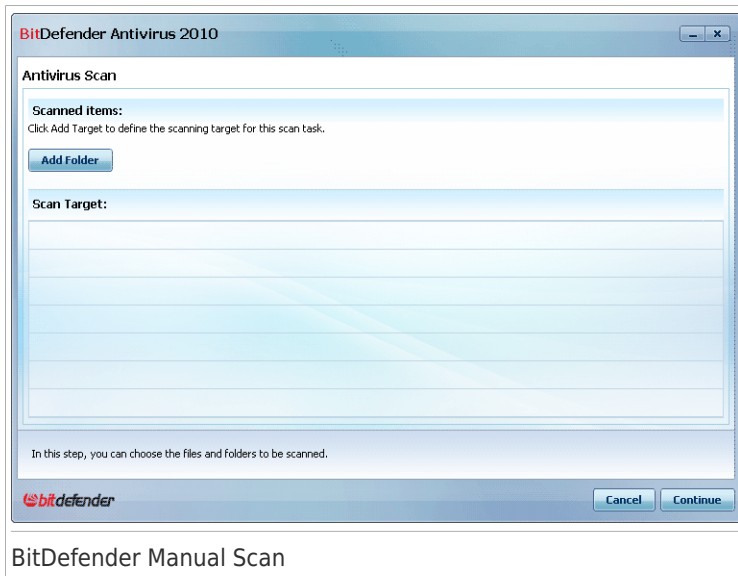 BitDefender Antivirus 2010
Antivirus Scan
Scanned items:
Click Add Target to define the scanning target for this scan task.
Add Folder
Scan Target:
In this step, you can choose the files and folders to be scanned.
bitdefender
Cancel
Continue
BitDefender Manual Scan